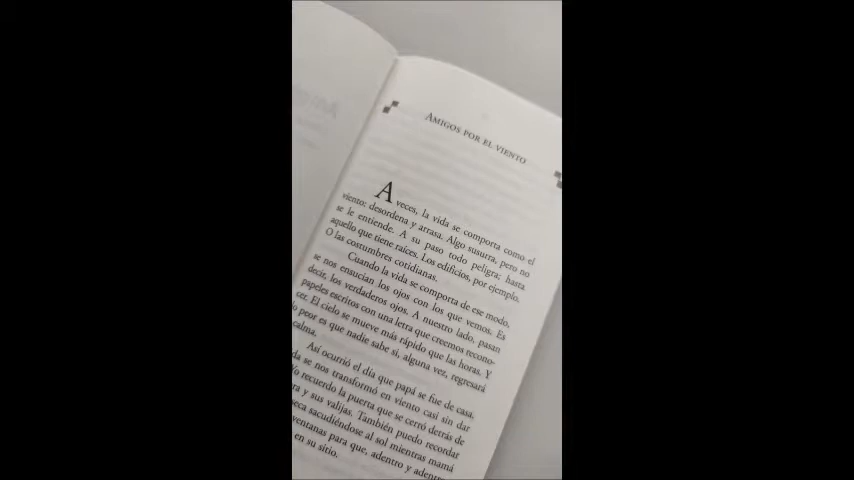 AMIGOS POR EL VIENTO
A veces, la vida se comporta como el
viento: desordena y arrasa. Algo susurra, pero no
se le entiende. A su paso todo peligra; hasta
aquello que tiene raíces. Los edificios, por ejemplo.
O las costumbres cotidianas.
Cuando la vida se comporta de ese modo,
se nos ensucian los ojos con los que vemos. Es
decir, los verdaderos ojos. A nuestro lado, pasan
papeles escritos con una letra que creemos recono-
cer. El cielo se mueve más rápido que las horas. Y
lo peor es que nadie sabe si, alguna vez, regresará
calma.
Así ocurrió el día que papá se fue de casa.
da se nos transformó en viento casi sin dar
Yo recuerdo la puerta que se cerró detrás de
ra y sus valijas. También puedo recordar
eca sacudiéndose al sol mientras mamá
ventanas para que, adentro y adentro
en su sitio.